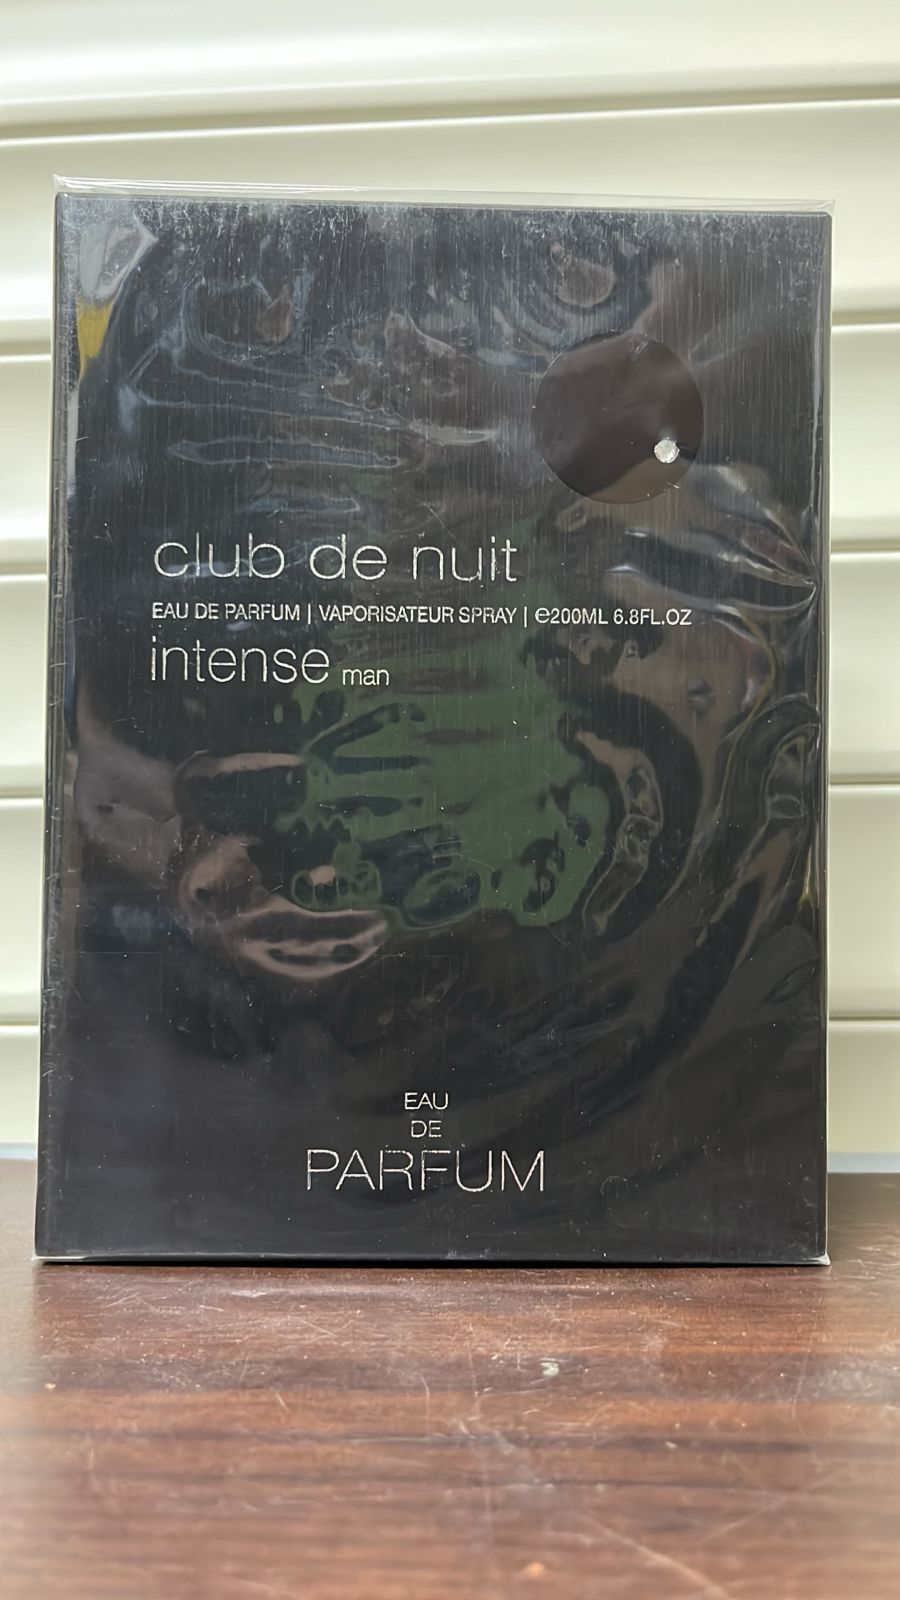 club de nuit
EAU DE PARFUM | VAPORISATEUR SPRAY | ℮200ML 6.8FL.OZ
intense man
EAU
DE
PARFUM